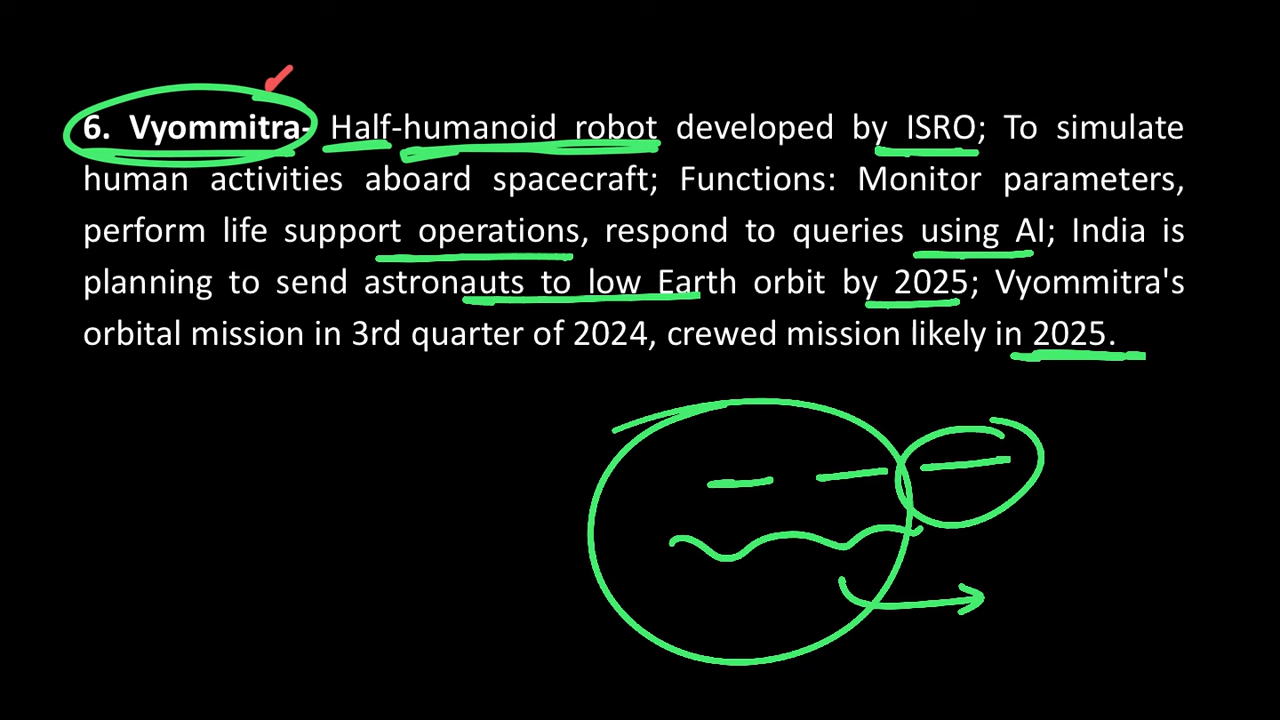 6. Vyommitra- Half-humanoid robot developed by ISRO; To simulate
human activities aboard spacecraft; Functions: Monitor parameters,
perform life support operations, respond to queries using AI; India is
planning to send astronauts to low Earth orbit by 2025; Vyommitra's
orbital mission in 3rd quarter of 2024, crewed mission likely in 2025.